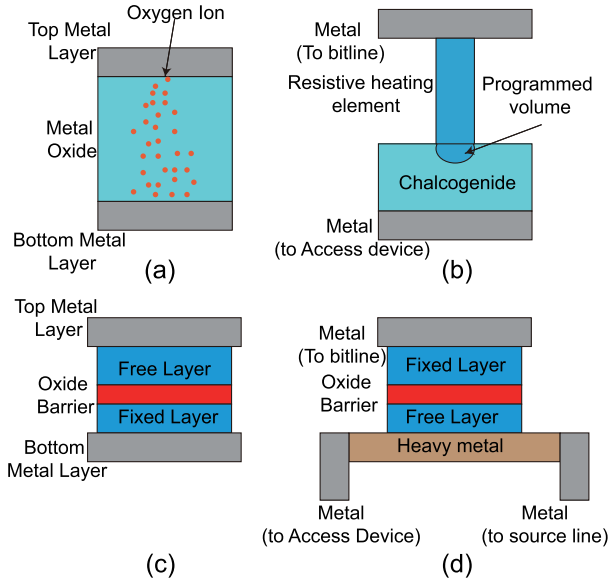 Oxygen Ion
Top Metal
Layer
Metal
Oxide
Bottom Metal
Layer
(a)
Metal
(To bitline)
Resistive heating
element
Programmed
volume
Chalcogenide
Metal
(to Access device)
(b)
Top Metal
Layer
Free Layer
Oxide
Barrier
Fixed Layer
Bottom
Metal Layer
(c)
Metal
(To bitline)
Fixed Layer
Oxide
Barrier
Free Layer
Heavy metal
Metal
(to Access Device)
Metal
(to source line)
(d)